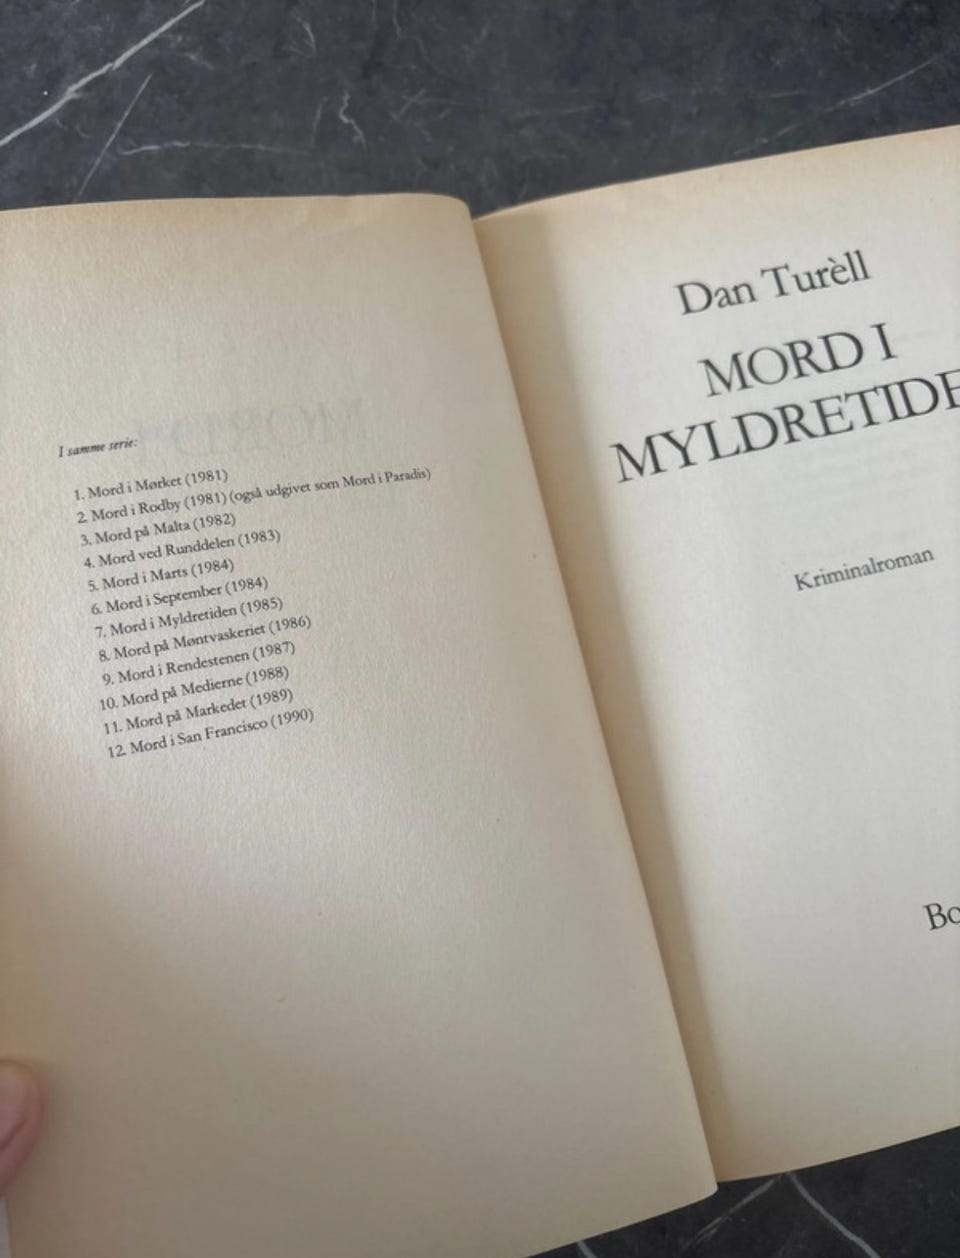 I samme serie:
1. Mord i Mørket (1981)
2. Mord i Rodby (1981) (også udgivet som Mord i Paradis)
3. Mord på Malta (1982)
4. Mord ved Runddelen (1983)
5. Mord i Marts (1984)
6. Mord i September (1984)
7. Mord i Myldretiden (1985)
8. Mord på Møntvaskeriet (1986)
9. Mord i Rendestenen (1987)
10. Mord på Medierne (1988)
11. Mord på Markedet (1989)
12. Mord i San Francisco (1990)
Dan Turèll
MORD I
MYLDRETIDE
Kriminalroman
Bo